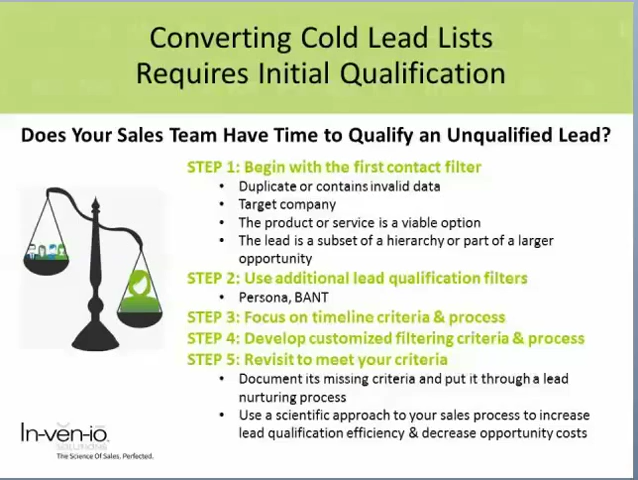 Converting Cold Lead Lists
Requires Initial Qualification
Does Your Sales Team Have Time to Qualify an Unqualified Lead?
STEP 1: Begin with the first contact filter
• Duplicate or contains invalid data
• Target company
• The product or service is a viable option
• The lead is a subset of a hierarchy or part of a larger
opportunity
STEP 2: Use additional lead qualification filters
• Persona, BANT
STEP 3: Focus on timeline criteria & process
STEP 4: Develop customized filtering criteria & process
STEP 5: Revisit to meet your criteria
• Document its missing criteria and put it through a lead
nurturing process
• Use a scientific approach to your sales process to increase
lead qualification efficiency & decrease opportunity costs
In·vĕn·io
SOLUTIONS
The Science Of Sales. Perfected.